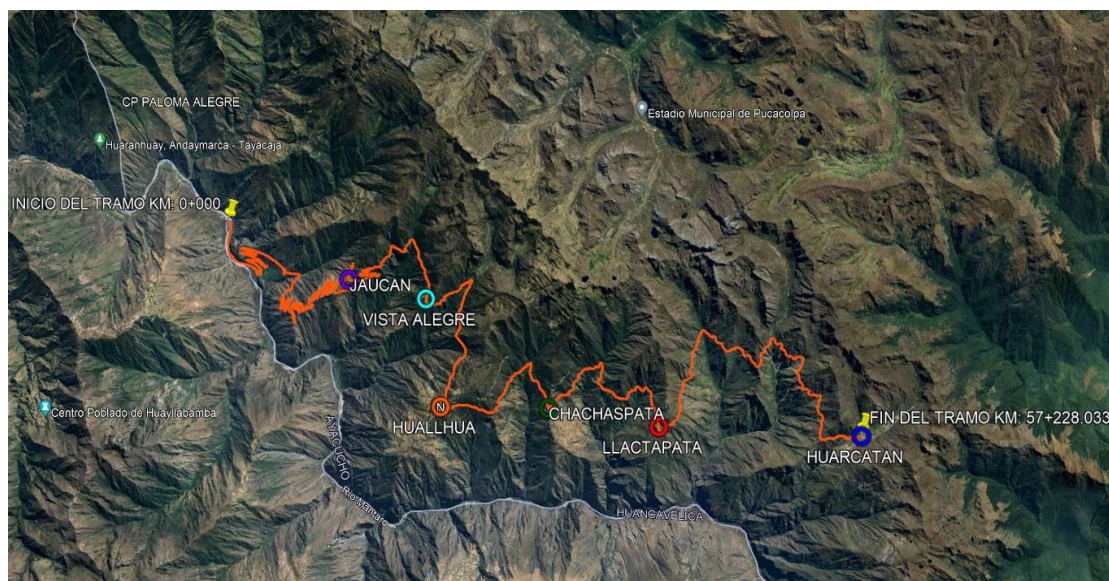 CP PALOMA ALEGRE
Estadio Municipal de Pucacolpa
Huaranhuay, Andaymarca - Tayacaja
INICIO DEL TRAMO KM: 0+000
JAUCAN
VISTA ALEGRE
Centro Poblado de Huayllabamba
CHACHASPATA
FIN DEL TRAMO KM: 57+228.033
N
HUALLHUA
LLACTAPATA
HUARCATAN
AYACUCHO
Río Mantaro
HUANCAVELICA